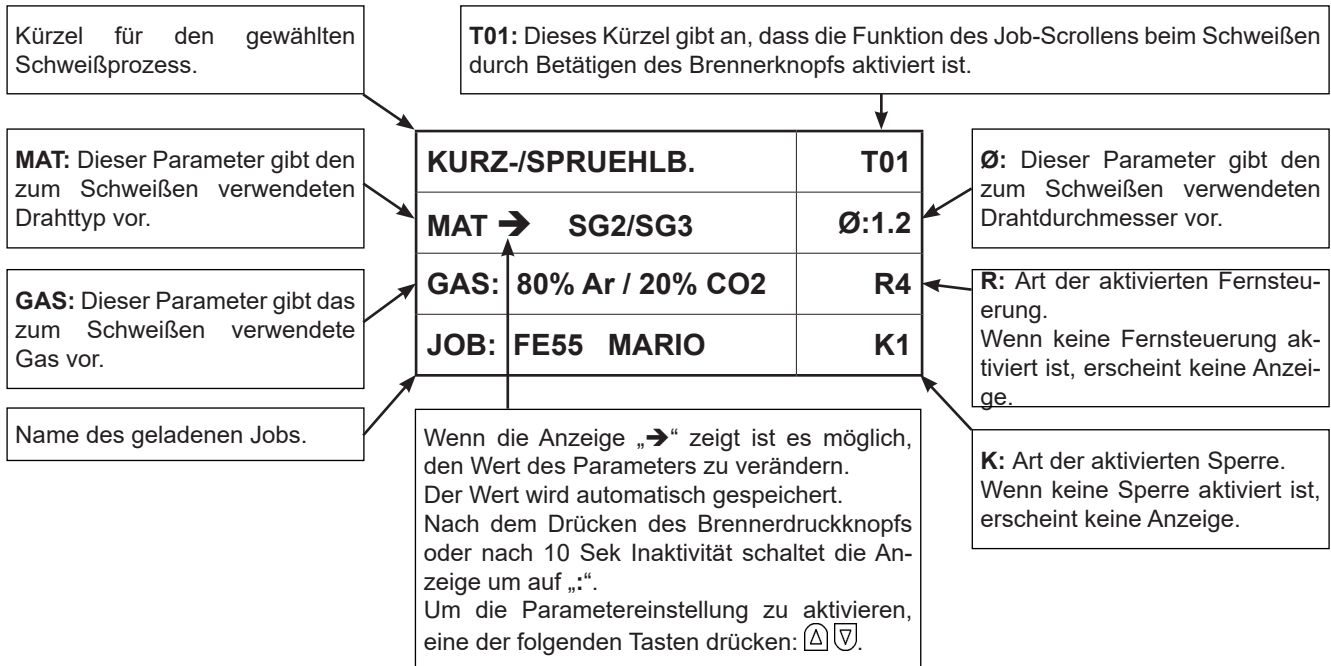 Kürzel für den gewählten
Schweißprozess.
T01: Dieses Kürzel gibt an, dass die Funktion des Job-Scrollens beim Schweißen
durch Betätigen des Brennerknopfs aktiviert ist.
MAT: Dieser Parameter gibt den
zum Schweißen verwendeten
Drahttyp vor.
GAS: Dieser Parameter gibt das
zum Schweißen verwendete
Gas vor.
Name des geladenen Jobs.
KURZ-/SPRUEHLB. T01
MAT ➔ SG2/SG3 Ø:1.2
GAS: 80% Ar / 20% CO2 R4
JOB: FE55 MARIO K1
Ø: Dieser Parameter gibt den
zum Schweißen verwendeten
Drahtdurchmesser vor.
R: Art der aktivierten Fernsteu-
erung.
Wenn keine Fernsteuerung ak-
tiviert ist, erscheint keine Anzei-
ge.
K: Art der aktivierten Sperre.
Wenn keine Sperre aktiviert ist,
erscheint keine Anzeige.
Wenn die Anzeige „➔“ zeigt ist es möglich,
den Wert des Parameters zu verändern.
Der Wert wird automatisch gespeichert.
Nach dem Drücken des Brennerdruckknopfs
oder nach 10 Sek Inaktivität schaltet die An-
zeige um auf „:“.
Um die Parametereinstellung zu aktivieren,
eine der folgenden Tasten drücken: .